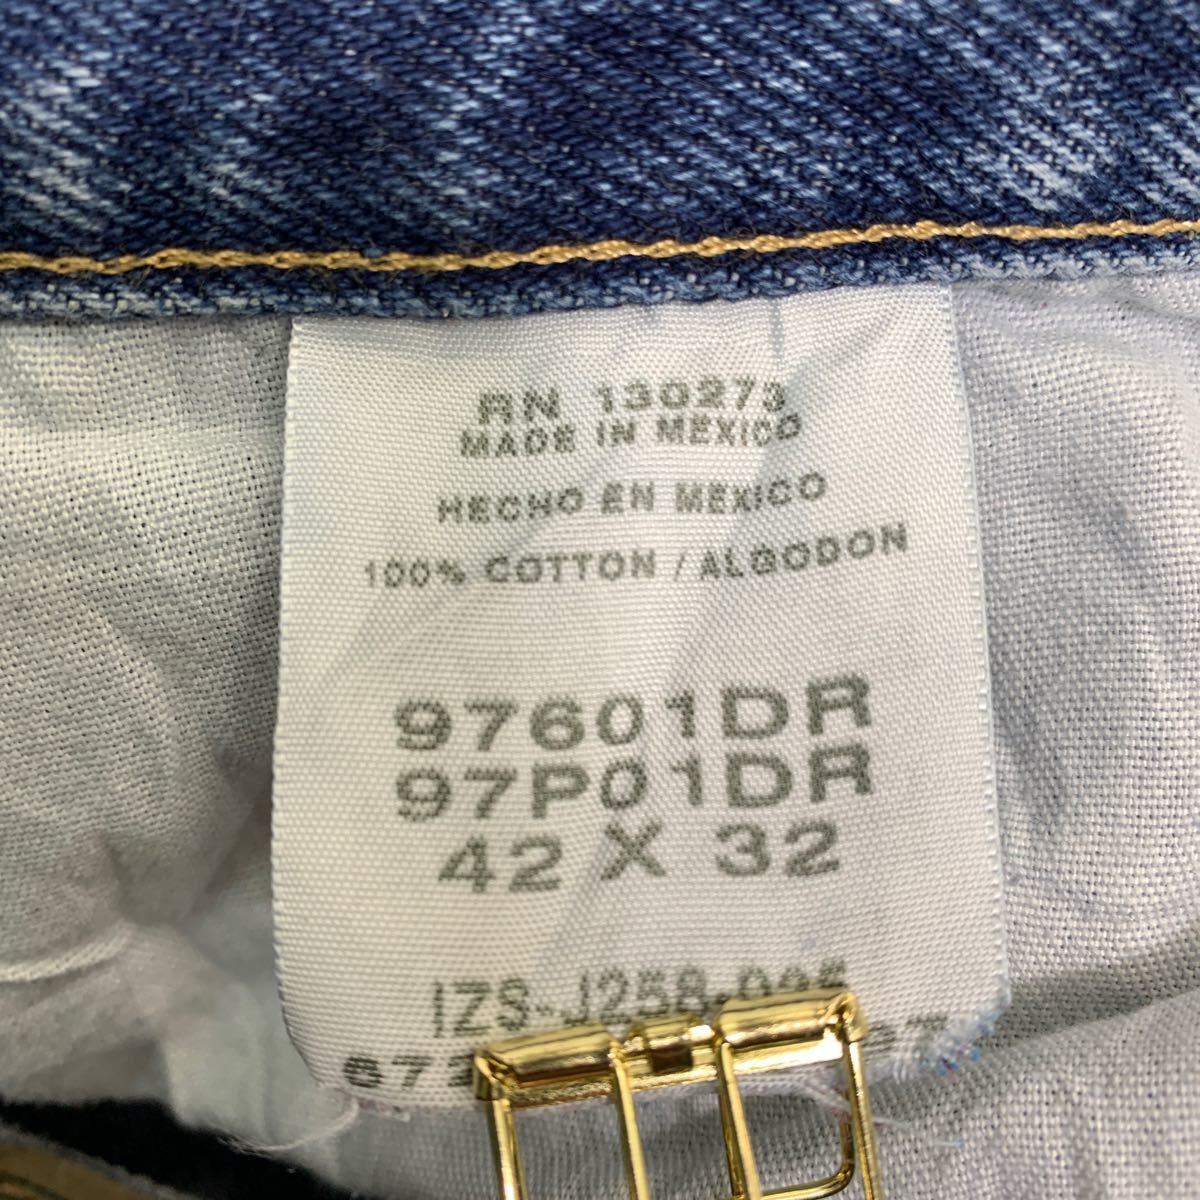 RN 130273
MADE IN MEXICO
HECHO EN MEXICO
100% COTTON / ALGODON
97601DR
97P01DR
42 X 32